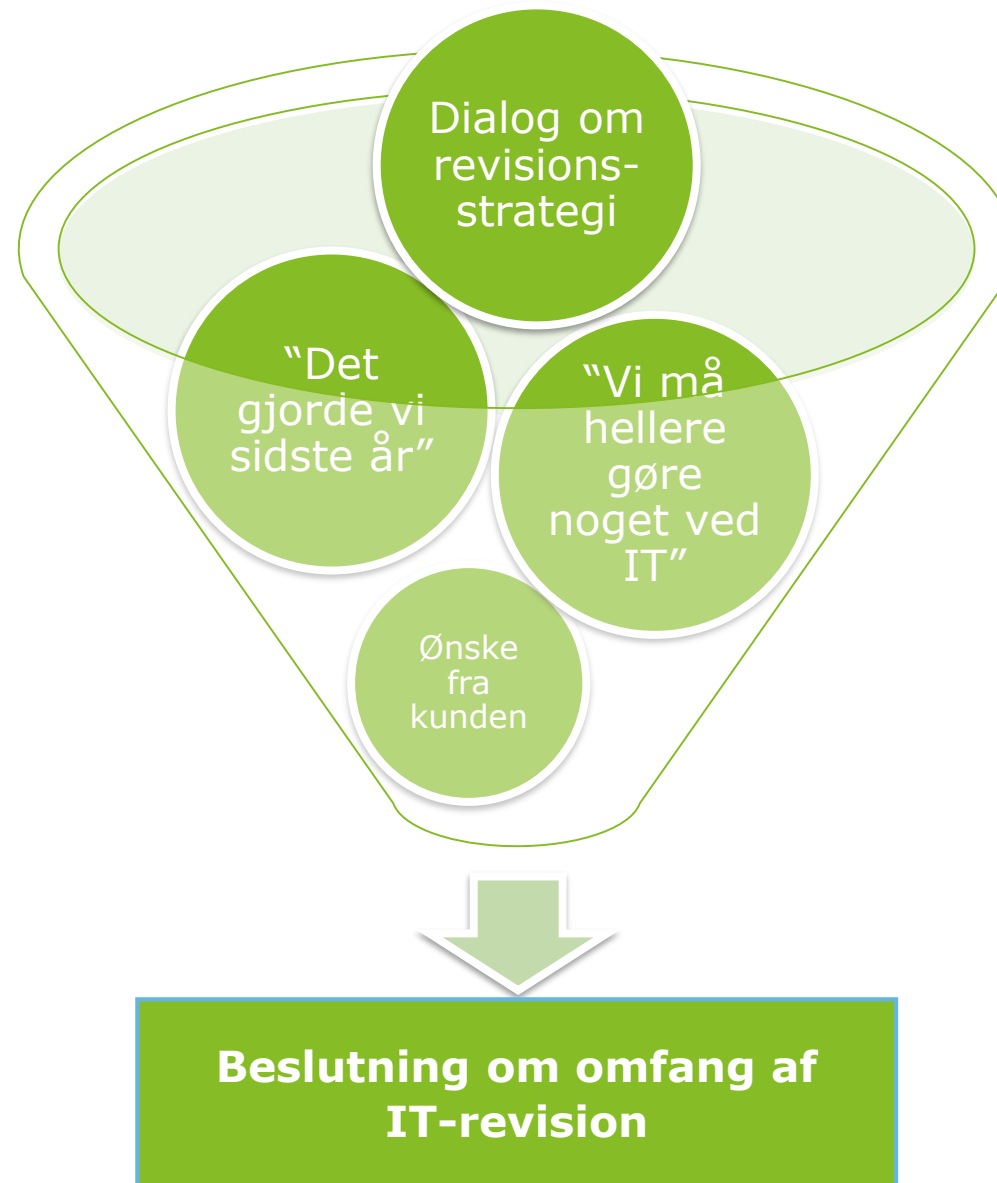 Dialog om
revisions-
strategi
“Det
gjorde vi
sidste år”
“Vi må
hellere
gøre
noget ved
IT”
Ønske
fra
kunden
Beslutning om omfang af
IT-revision